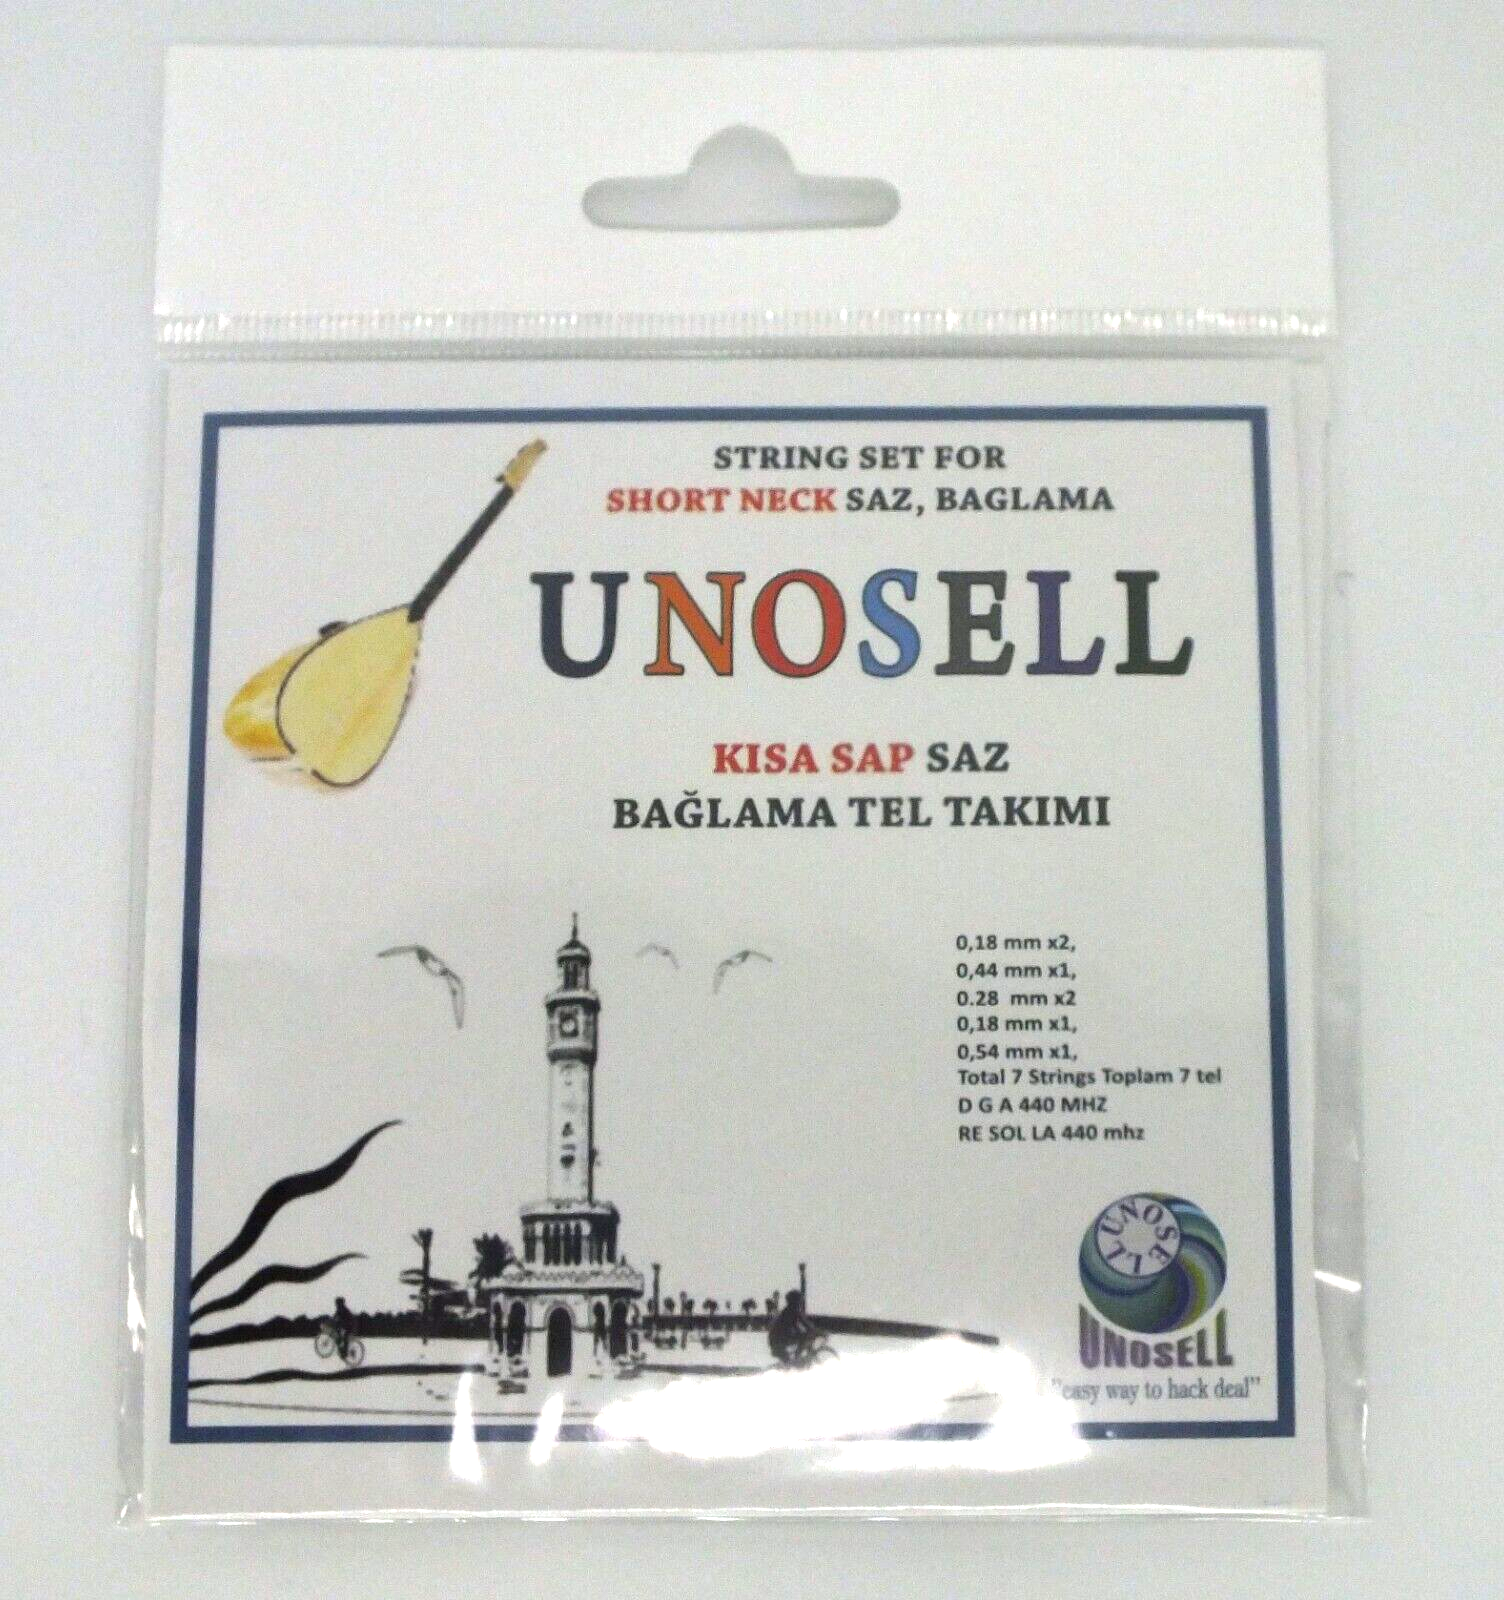 STRING SET FOR
SHORT NECK SAZ, BAGLAMA
UNOSELL
KISA SAP SAZ
BAĞLAMA TEL TAKIMI
0,18 mm x2,
0,44 mm x1,
0.28 mm x2
0,18 mm x1,
0,54 mm x1,
Total 7 Strings Toplam 7 tel
D G A 440 MHZ
RE SOL LA 440 mhz
UNOSELL
UNOSELL
"easy way to hack deal"